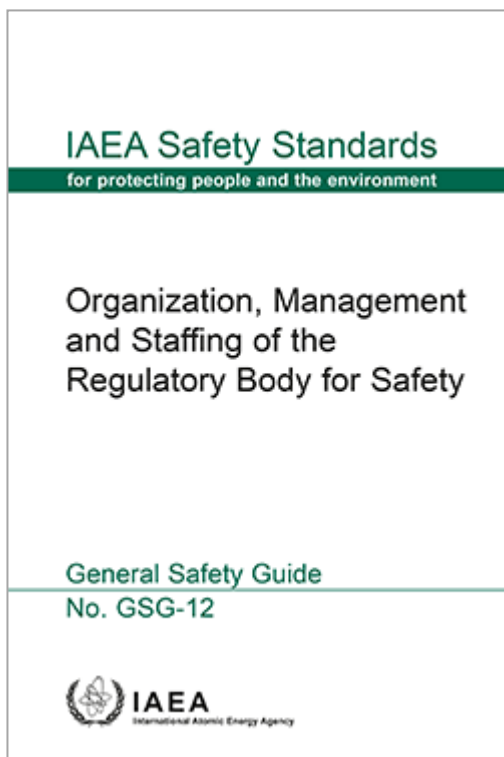 IAEA Safety Standards
for protecting people and the environment
Organization, Management
and Staffing of the
Regulatory Body for Safety
General Safety Guide
No. GSG-12
IAEA
International Atomic Energy Agency